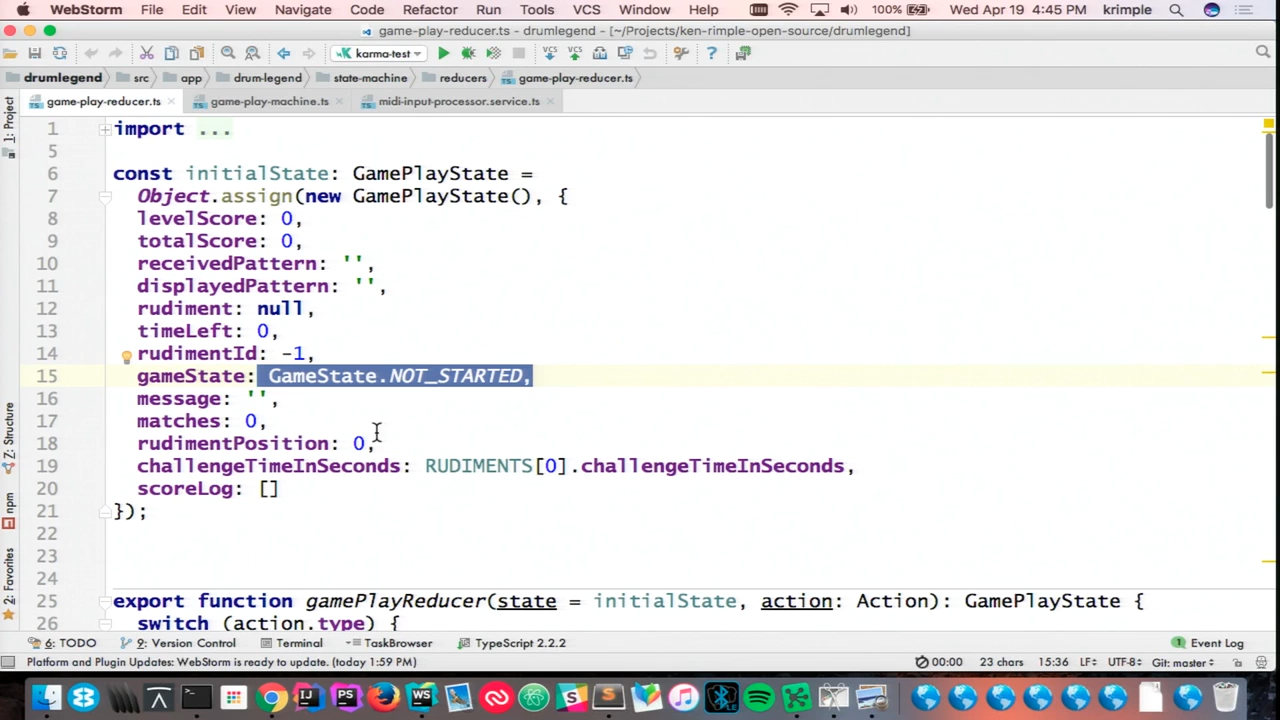 WebStorm File Edit View Navigate Code Refactor Run Tools VCS Window Help 100% Wed Apr 19 4:45 PM krimple
game-play-reducer.ts - drumlegend - [~/Projects/ken-rimple-open-source/drumlegend]
karma-test
drumlegend src app drum-legend state-machine reducers game-play-reducer.ts
game-play-reducer.ts game-play-machine.ts midi-input-processor.service.ts
1: Project
Z: Structure
npm
2: Favorites
1 import ...
5
6 const initialState: GamePlayState =
7 Object.assign(new GamePlayState(), {
8 levelScore: 0,
9 totalScore: 0,
10 receivedPattern: '',
11 displayedPattern: '',
12 rudiment: null,
13 timeLeft: 0,
14 rudimentId: -1,
15 gameState: GameState.NOT_STARTED,
16 message: '',
17 matches: 0,
18 rudimentPosition: 0,
19 challengeTimeInSeconds: RUDIMENTS[0].challengeTimeInSeconds,
20 scoreLog: []
21 });
22
23
24
25 export function gamePlayReducer(state = initialState, action: Action): GamePlayState {
26 switch (action.type) {
6: TODO 9: Version Control Terminal TaskBrowser TypeScript 2.2.2 1 Event Log
Platform and Plugin Updates: WebStorm is ready to update. (today 1:59 PM) 00:00 23 chars 15:36 LF÷ UTF-8÷ Git: master÷